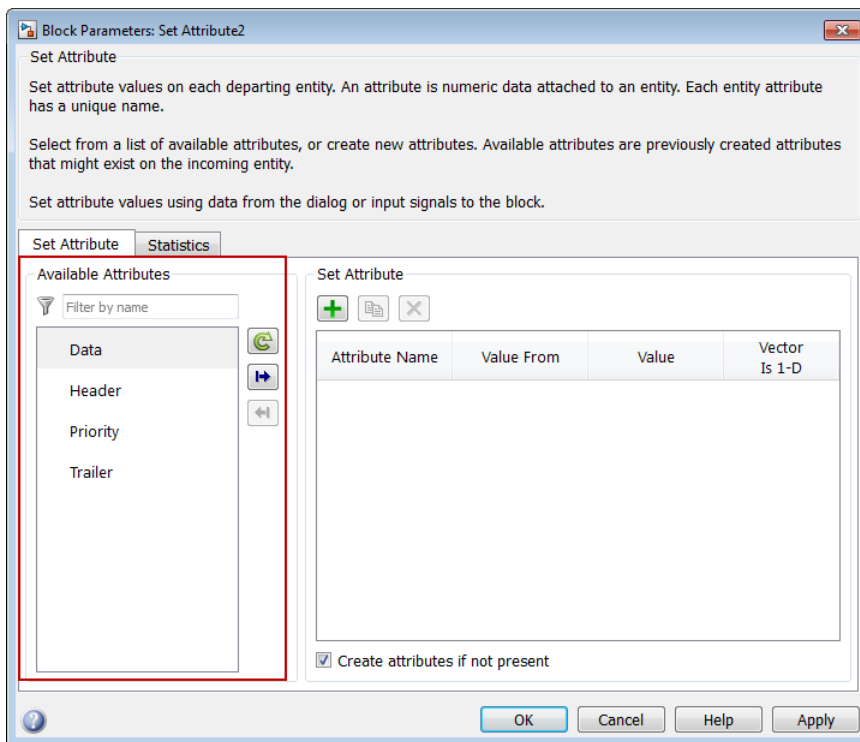 Block Parameters: Set Attribute2
Set Attribute
Set attribute values on each departing entity. An attribute is numeric data attached to an entity. Each entity attribute
has a unique name.
Select from a list of available attributes, or create new attributes. Available attributes are previously created attributes
that might exist on the incoming entity.
Set attribute values using data from the dialog or input signals to the block.
Set Attribute Statistics
Available Attributes
Filter by name
Data
Header
Priority
Trailer
Set Attribute
Attribute Name Value From Value Vector
Is 1-D
Create attributes if not present
OK Cancel Help Apply